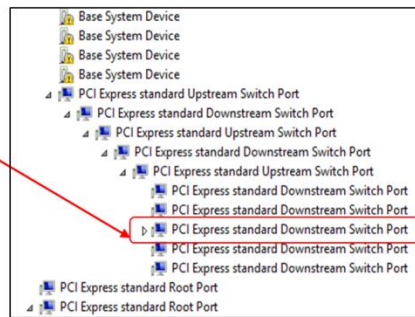 Base System Device
Base System Device
Base System Device
Base System Device
PCI Express standard Upstream Switch Port
PCI Express standard Downstream Switch Port
PCI Express standard Upstream Switch Port
PCI Express standard Downstream Switch Port
PCI Express standard Upstream Switch Port
PCI Express standard Downstream Switch Port
PCI Express standard Downstream Switch Port
PCI Express standard Downstream Switch Port
PCI Express standard Downstream Switch Port
PCI Express standard Downstream Switch Port
PCI Express standard Root Port
PCI Express standard Root Port